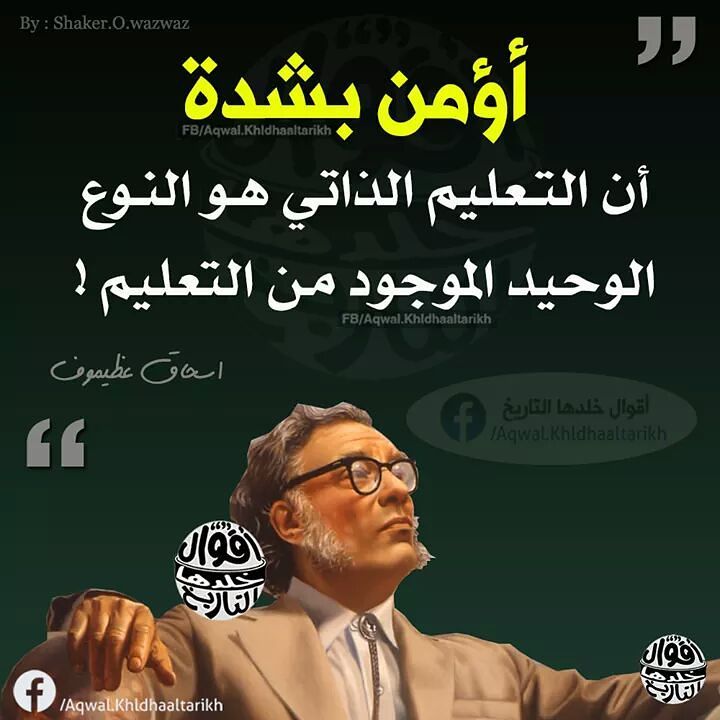 By : Shaker.O.wazwaz
أؤمن بشدة
FB/Aqwal.Khldhaaltarikh
أن التعليم الذاتي هو النوع
الوحيد الموجود من التعليم !
FB/Aqwal.Khldhaaltarikh
اسحاق عظيموف
أقوال خلدها التاريخ
/Aqwal.Khldhaaltarikh
أقوال
خلدها
التاريخ
أقوال
خلدها
التاريخ
/Aqwal.Khldhaaltarikh